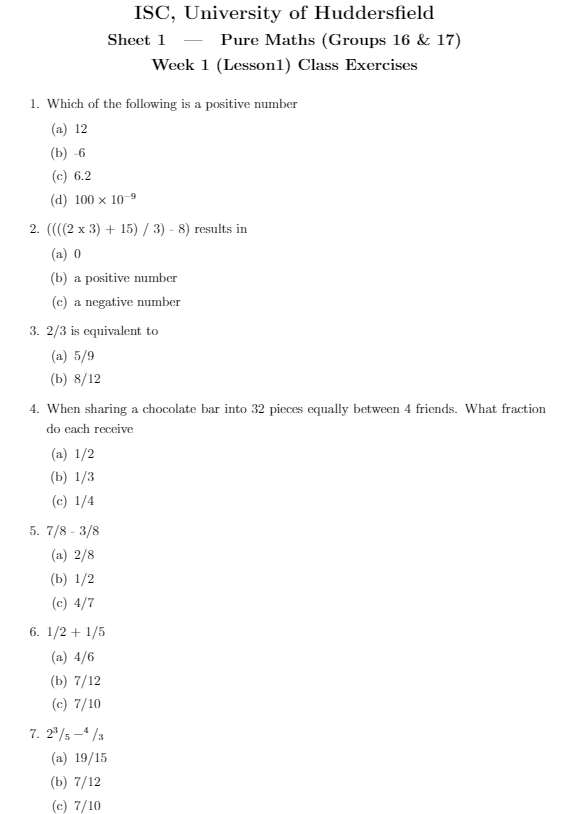 ISC, University of Huddersfield
Sheet 1 — Pure Maths (Groups 16 & 17)
Week 1 (Lesson1) Class Exercises
1. Which of the following is a positive number
(a) 12
(b) -6
(c) 6.2
(d) 100 × 10⁻⁹
2. ((((2 x 3) + 15) / 3) - 8) results in
(a) 0
(b) a positive number
(c) a negative number
3. 2/3 is equivalent to
(a) 5/9
(b) 8/12
4. When sharing a chocolate bar into 32 pieces equally between 4 friends. What fraction
do each receive
(a) 1/2
(b) 1/3
(c) 1/4
5. 7/8 - 3/8
(a) 2/8
(b) 1/2
(c) 4/7
6. 1/2 + 1/5
(a) 4/6
(b) 7/12
(c) 7/10
7. 2³/₅ −⁴ /₃
(a) 19/15
(b) 7/12
(c) 7/10